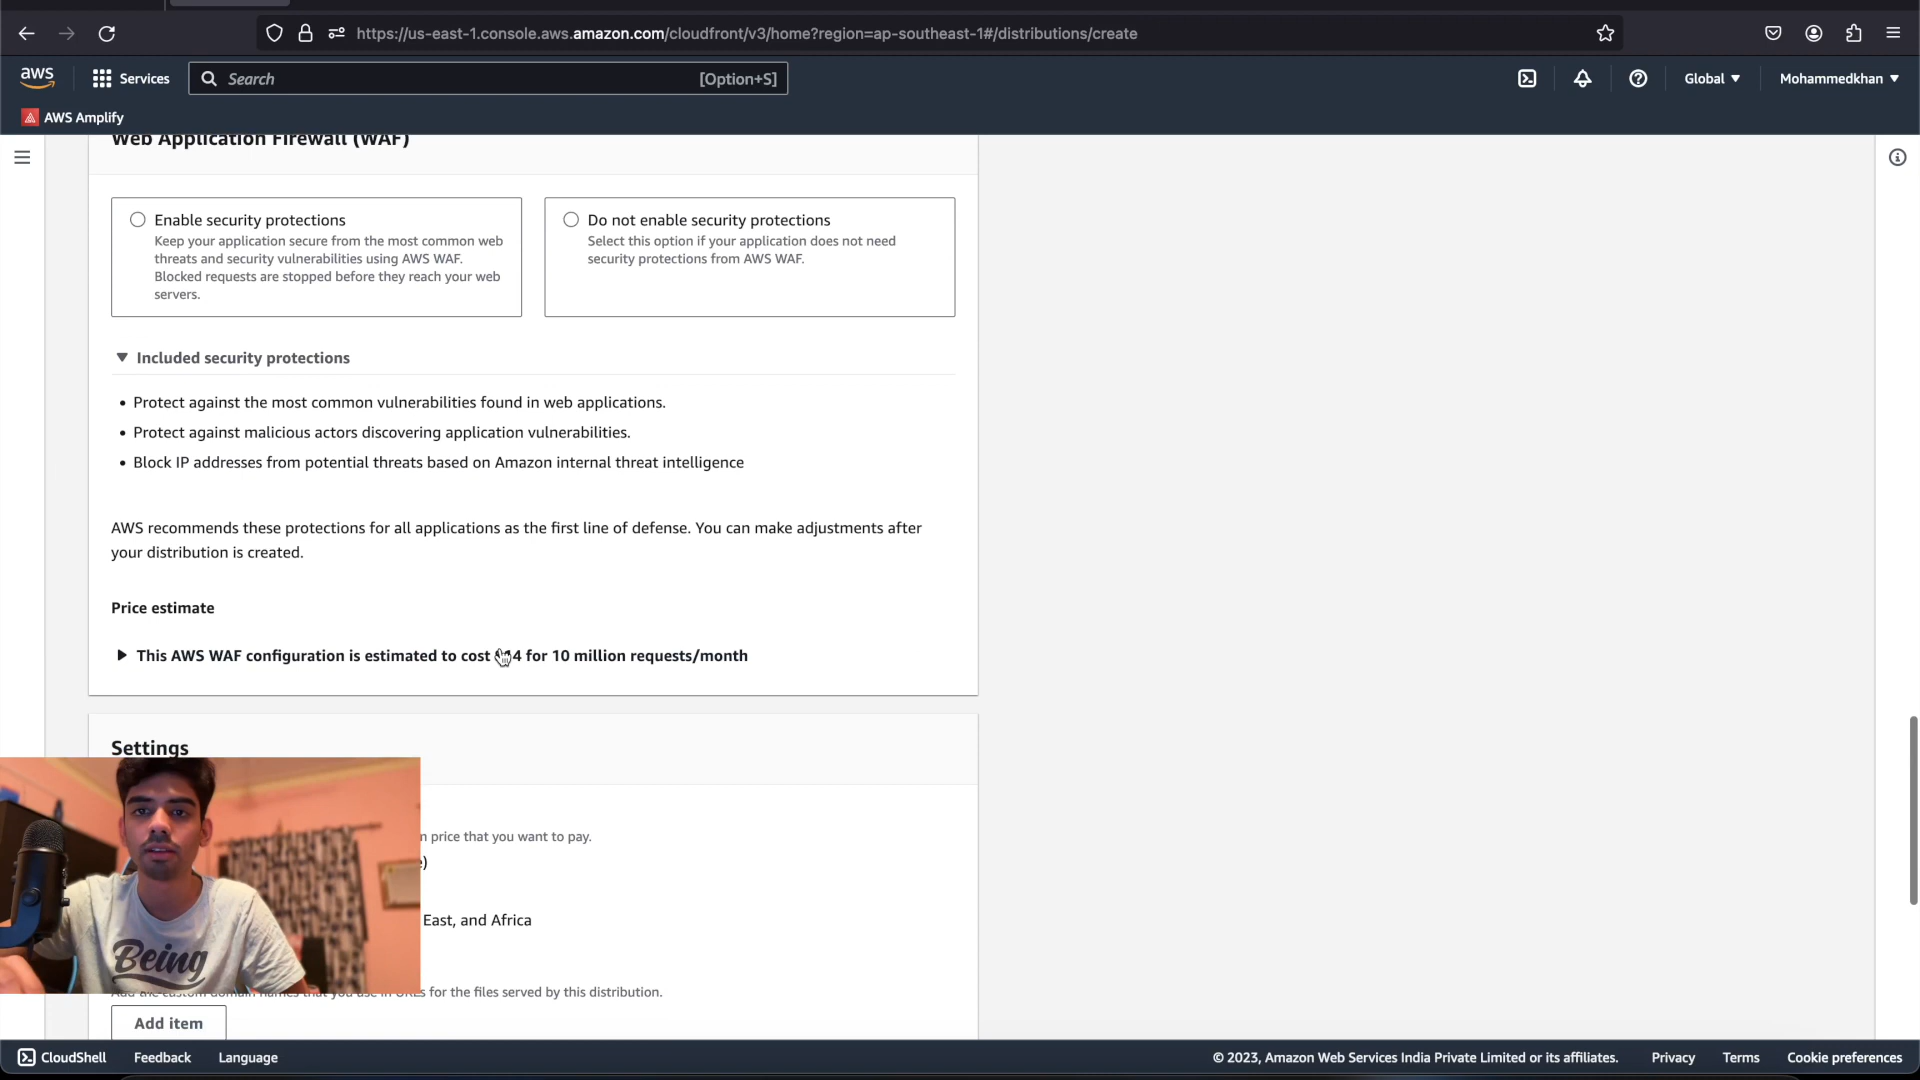 https://us-east-1.console.aws.amazon.com/cloudfront/v3/home?region=ap-southeast-1#/distributions/create
aws
Services
Search
[Option+S]
Global
Mohammedkhan
AWS Amplify
Web Application Firewall (WAF)
Enable security protections
Keep your application secure from the most common web
threats and security vulnerabilities using AWS WAF.
Blocked requests are stopped before they reach your web
servers.
Do not enable security protections
Select this option if your application does not need
security protections from AWS WAF.
Included security protections
• Protect against the most common vulnerabilities found in web applications.
• Protect against malicious actors discovering application vulnerabilities.
• Block IP addresses from potential threats based on Amazon internal threat intelligence
AWS recommends these protections for all applications as the first line of defense. You can make adjustments after
your distribution is created.
Price estimate
This AWS WAF configuration is estimated to cost 4 for 10 million requests/month
Settings
price that you want to pay.
East, and Africa
for the files served by this distribution.
Add item
Being
CloudShell
Feedback
Language
© 2023, Amazon Web Services India Private Limited or its affiliates.
Privacy
Terms
Cookie preferences